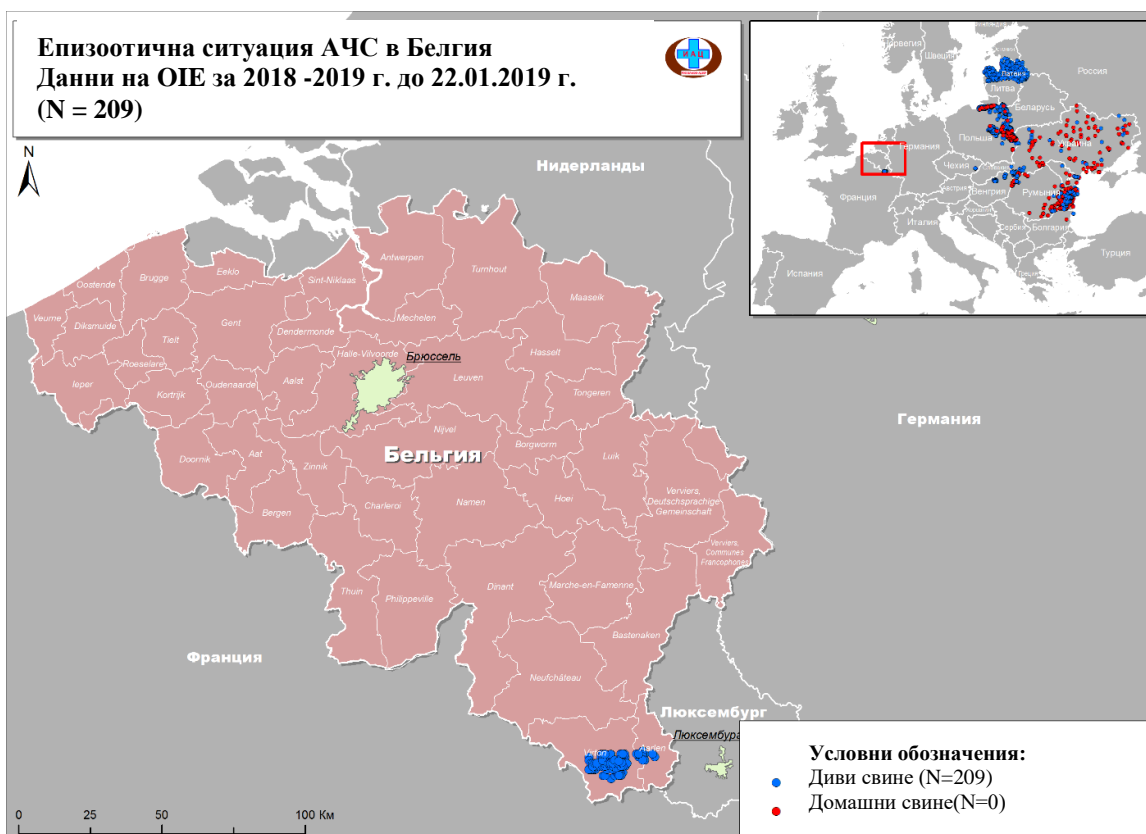 Епизоотична ситуация АЧС в Белгия
Данни на OIE за 2018 -2019 г. до 22.01.2019 г.
(N = 209)
ИАЦ
Норвегия
Швеция
Россия
Латвия
Литва
Беларусь
Польша
Германия
Чехия
Франция
Австрия
Венгрия
Румыния
Италия
Сербия
Болгария
Испания
Греция
Турция
N
Нидерланды
Antwerpen
Turnhout
Brugge
Eeklo
Sint-Niklaas
Oostende
Maaseik
Veurne
Diksmuide
Gent
Mechelen
Dendermonde
Tielt
Roeselare
Halle-Vilvoorde
Брюссель
Hasselt
Ieper
Kortrijk
Oudenaarde
Aalst
Leuven
Tongeren
Германия
Nijvel
Borgworm
Бельгия
Doornik
Aat
Zinnik
Luik
Bergen
Charleroi
Namen
Hoei
Verviers,
Deutschsprachige
Gemeinschaft
Verviers,
Communes
Francophones
Thuin
Philippeville
Dinant
Marche-en-Famenne
Bastenaken
Франция
Neufchâteau
Люксембург
Люксембург
Virton
Aarlen
Условни обозначения:
Диви свине (N=209)
Домашни свине(N=0)
0 25 50 100 Км